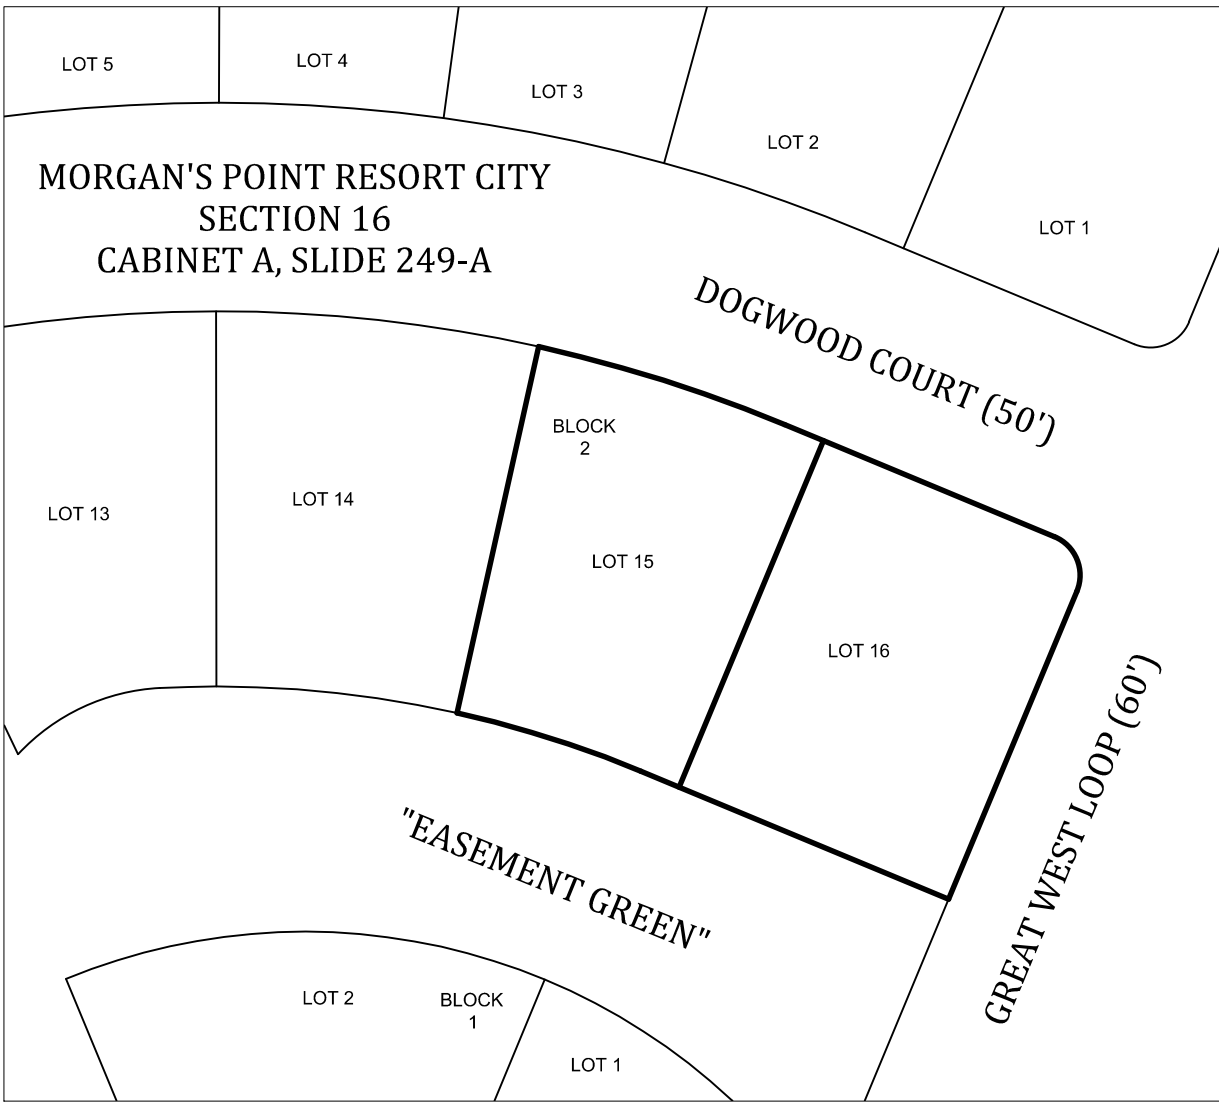 LOT 5
LOT 4
LOT 3
LOT 2
LOT 1
MORGAN'S POINT RESORT CITY
SECTION 16
CABINET A, SLIDE 249-A
DOGWOOD COURT (50')
BLOCK
2
LOT 13
LOT 14
LOT 15
LOT 16
GREAT WEST LOOP (60')
"EASEMENT GREEN"
LOT 2
BLOCK
1
LOT 1